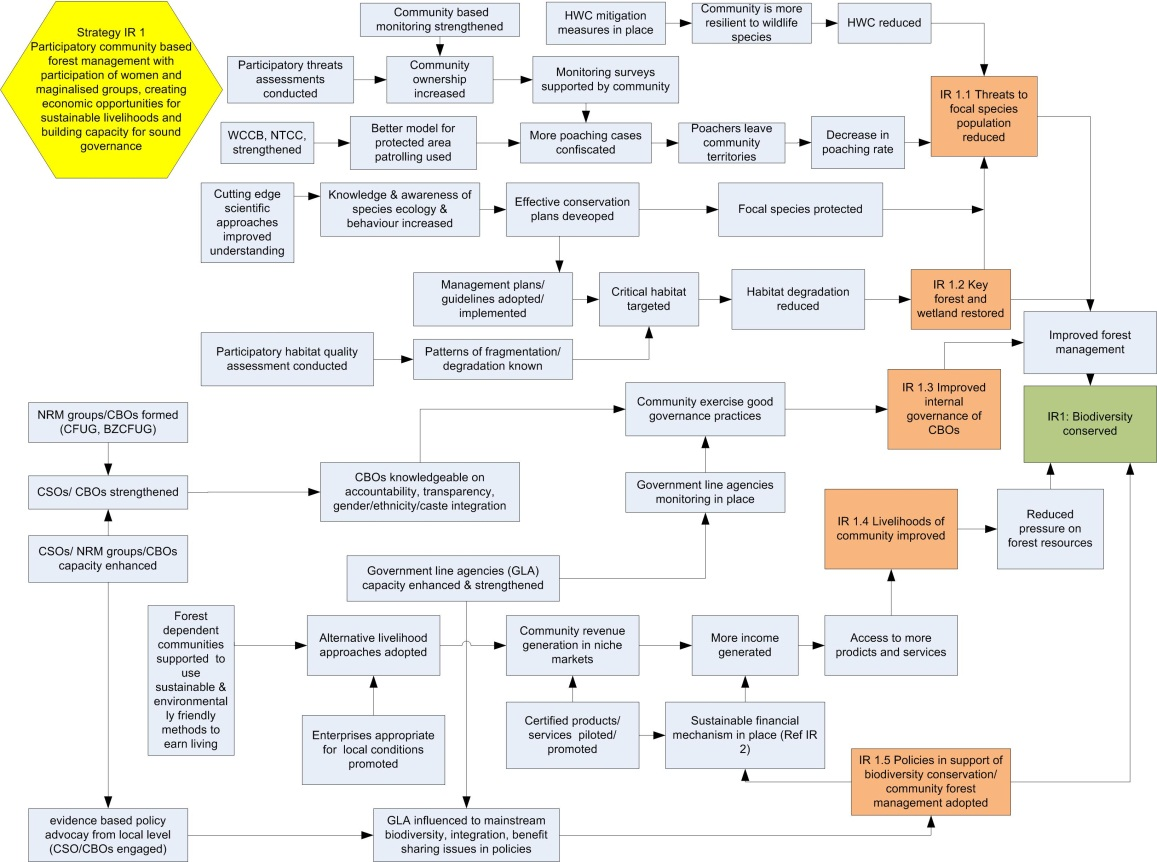 Strategy IR 1
Participatory community based
forest management with
participation of women and
maginalised groups, creating
economic opportunities for
sustainable livelihoods and
building capacity for sound
governance
Community based
monitoring strengthened
HWC mitigation
measures in place
Community is more
resilient to wildlife
species
HWC reduced
Participatory threats
assessments
conducted
Community
ownership
increased
Monitoring surveys
supported by community
IR 1.1 Threats to
focal species
population
reduced
WCCB, NTCC,
strengthened
Better model for
protected area
patrolling used
More poaching cases
confiscated
Poachers leave
community
territories
Decrease in
poaching rate
Cutting edge
scientific
approaches
improved
understanding
Knowledge & awareness of
species ecology &
behaviour increased
Effective conservation
plans deveoped
Focal species protected
Management plans/
guidelines adopted/
implemented
Critical habitat
targeted
Habitat degradation
reduced
IR 1.2 Key
forest and
wetland restored
Improved forest
management
Participatory habitat quality
assessment conducted
Patterns of fragmentation/
degradation known
IR 1.3 Improved
internal
governance of
CBOs
IR1: Biodiversity
conserved
NRM groups/CBOs formed
(CFUG, BZCFUG)
Community exercise good
governance practices
CSOs/ CBOs strengthened
CBOs knowledgeable on
accountability, transparency,
gender/ethnicity/caste integration
Government line agencies
monitoring in place
IR 1.4 Livelihoods of
community improved
Reduced
pressure on
forest resources
CSOs/ NRM groups/CBOs
capacity enhanced
Government line agencies (GLA)
capacity enhanced & strengthened
Forest
dependent
communities
supported to
use
sustainable &
environmental
ly friendly
methods to
earn living
Alternative livelihood
approaches adopted
Community revenue
generation in niche
markets
More income
generated
Access to more
prodicts and services
Enterprises appropriate
for local conditions
promoted
Certified products/
services piloted/
promoted
Sustainable financial
mechanism in place (Ref IR
2)
IR 1.5 Policies in support of
biodiversity conservation/
community forest
management adopted
evidence based policy
advocay from local level
(CSO/CBOs engaged)
GLA influenced to mainstream
biodiversity, integration, benefit
sharing issues in policies